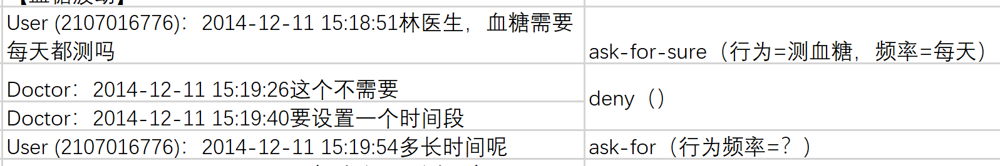 【血糖波动】
User (2107016776)：2014-12-11 15:18:51林医生，血糖需要
每天都测吗
ask-for-sure（行为=测血糖，频率=每天）
Doctor：2014-12-11 15:19:26这个不需要
deny（）
Doctor：2014-12-11 15:19:40要设置一个时间段
User (2107016776)：2014-12-11 15:19:54多长时间呢
ask-for（行为频率=？）